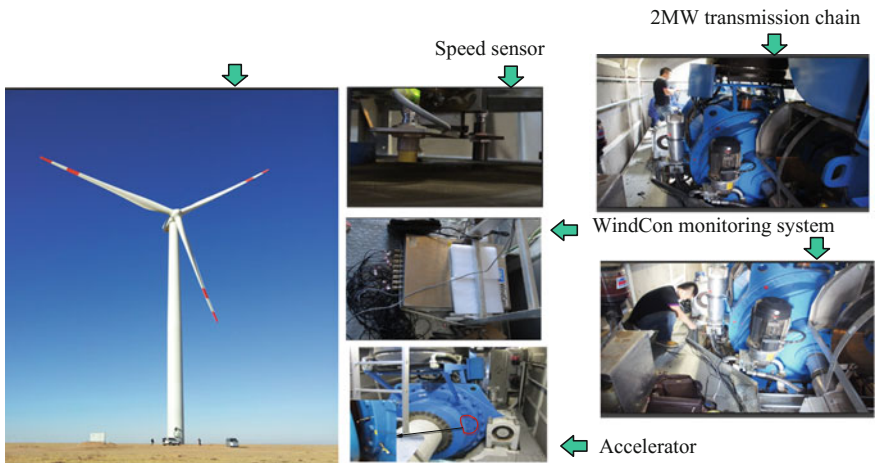 2MW transmission chain
Speed sensor
WindCon monitoring system
Accelerator